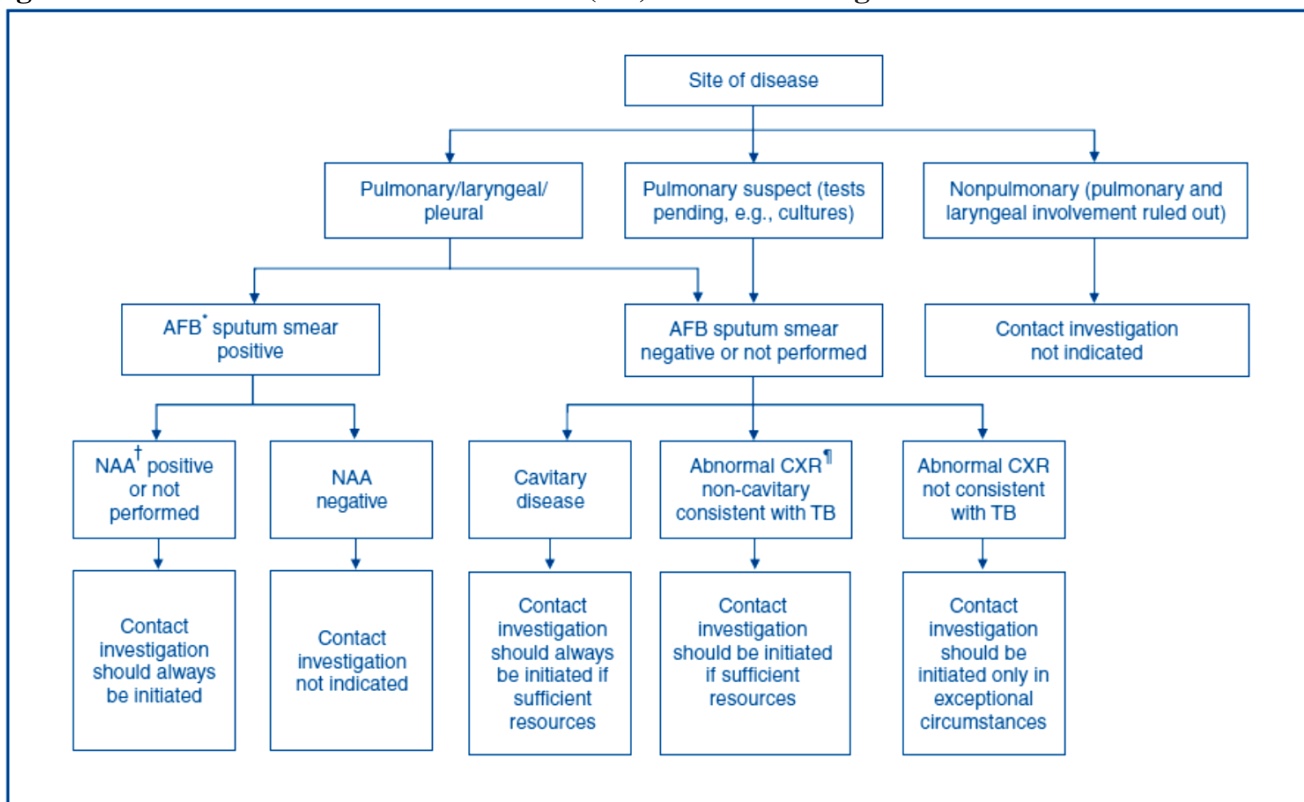 Site of disease
Pulmonary/laryngeal/
pleural
Pulmonary suspect (tests
pending, e.g., cultures)
Nonpulmonary (pulmonary and
laryngeal involvement ruled out)
AFB* sputum smear
positive
AFB sputum smear
negative or not performed
Contact investigation
not indicated
NAA† positive
or not
performed
NAA
negative
Cavitary
disease
Abnormal CXR¶
non-cavitary
consistent with TB
Abnormal CXR
not consistent
with TB
Contact
investigation
should always
be initiated
Contact
investigation
not indicated
Contact
investigation
should always
be initiated if
sufficient
resources
Contact
investigation
should be initiated
if sufficient
resources
Contact
investigation
should be
initiated only in
exceptional
circumstances